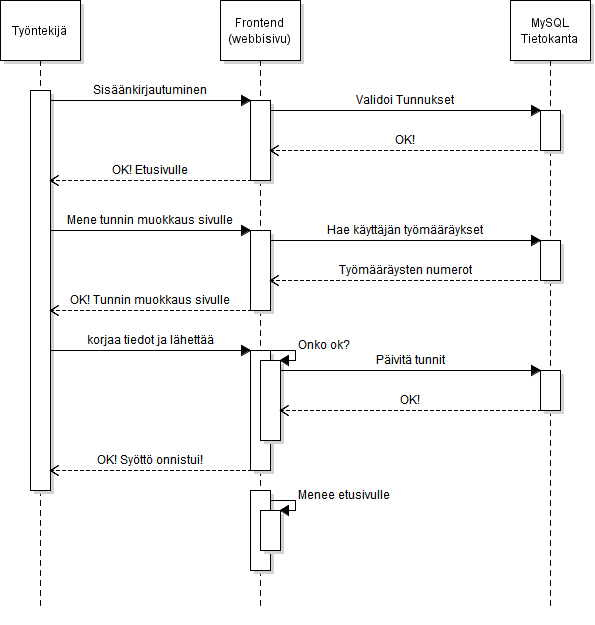 Työntekijä
Frontend
(webbisivu)
MySQL
Tietokanta
Sisäänkirjautuminen
Validoi Tunnukset
OK!
OK! Etusivulle
Mene tunnin muokkaus sivulle
Hae käyttäjän työmääräykset
Työmääräysten numerot
OK! Tunnin muokkaus sivulle
korjaa tiedot ja lähettää
Onko ok?
Päivitä tunnit
OK!
OK! Syöttö onnistui!
Menee etusivulle